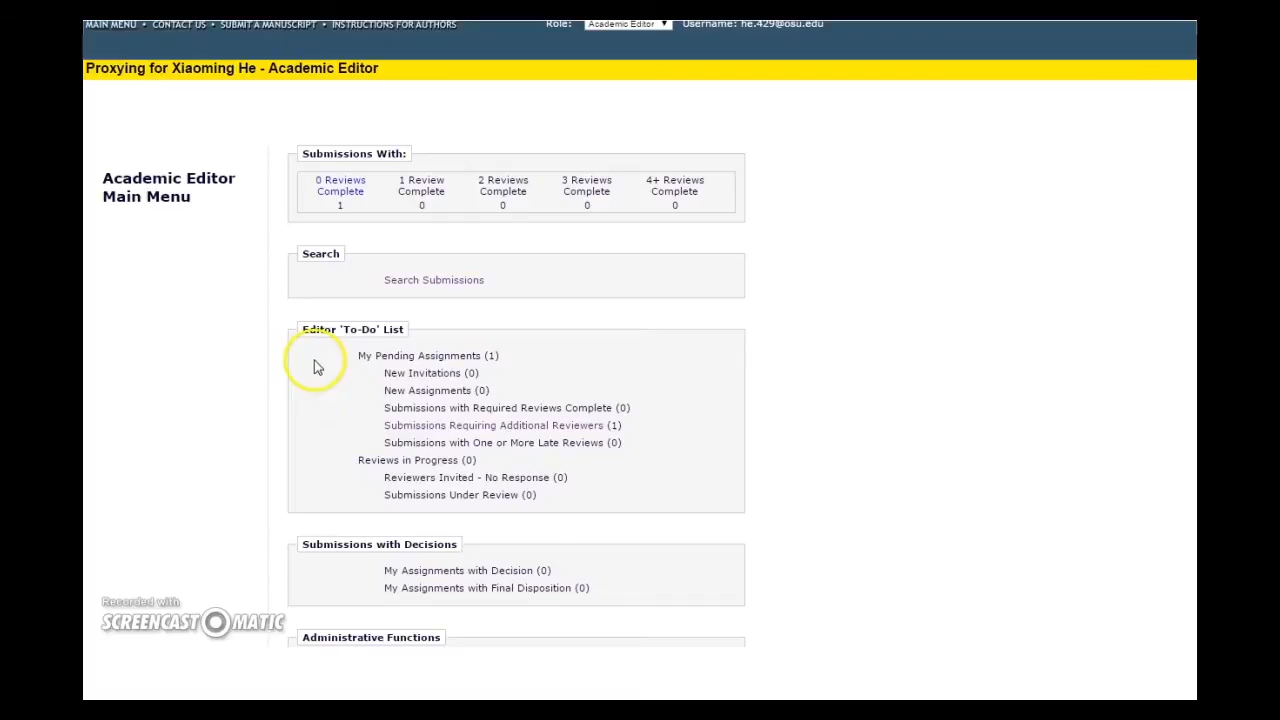 MAIN MENU • CONTACT US • SUBMIT A MANUSCRIPT • INSTRUCTIONS FOR AUTHORS Role: Academic Editor Username: he.429@osu.edu
Proxying for Xiaoming He - Academic Editor
Academic Editor
Main Menu
Submissions With:
0 Reviews Complete 1 Review Complete 2 Reviews Complete 3 Reviews Complete 4+ Reviews Complete
1 0 0 0 0
Search
Search Submissions
Editor 'To-Do' List
My Pending Assignments (1)
New Invitations (0)
New Assignments (0)
Submissions with Required Reviews Complete (0)
Submissions Requiring Additional Reviewers (1)
Submissions with One or More Late Reviews (0)
Reviews in Progress (0)
Reviewers Invited - No Response (0)
Submissions Under Review (0)
Submissions with Decisions
My Assignments with Decision (0)
My Assignments with Final Disposition (0)
Administrative Functions
Recorded with
SCREENCAST-O-MATIC